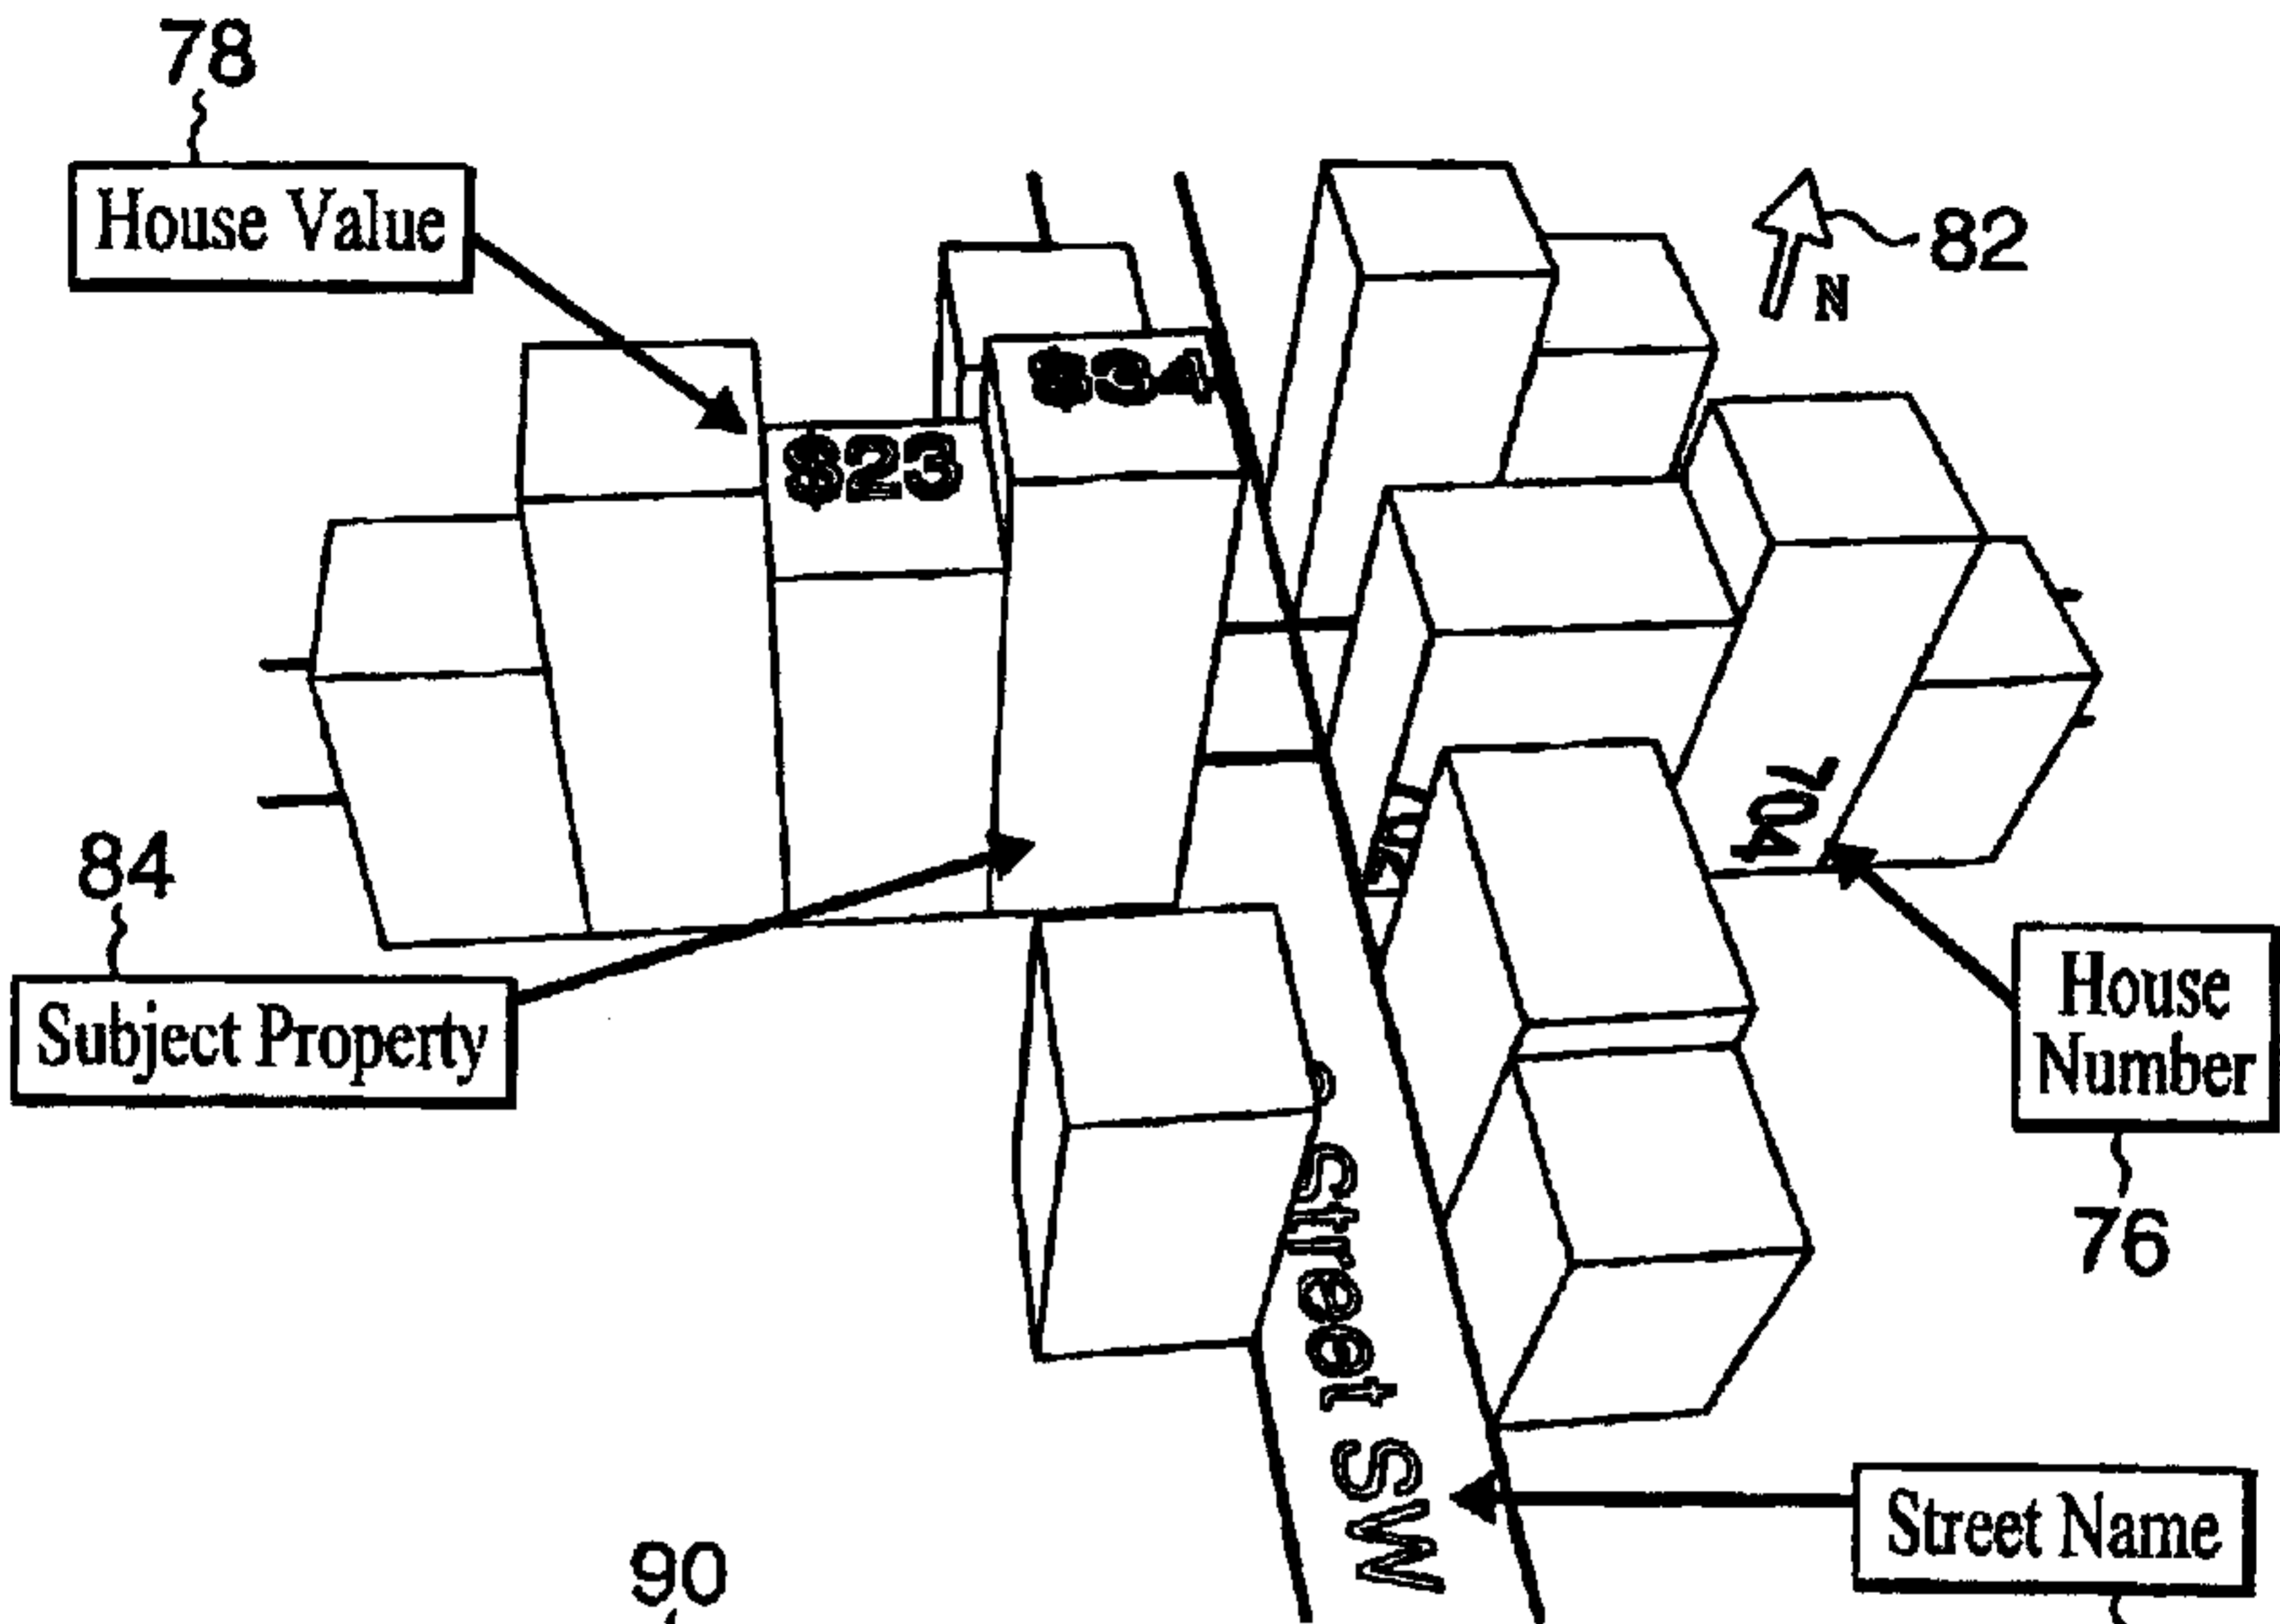 78
House Value
82
N
$34
$23
704
84
Subject Property
House
Number
76
Street SW
Street Name
90